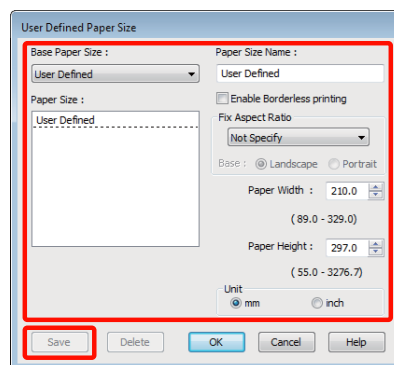 User Defined Paper Size
Base Paper Size :
User Defined
Paper Size :
User Defined
Paper Size Name :
User Defined
Enable Borderless printing
Fix Aspect Ratio
Not Specify
Base : Landscape Portrait
Paper Width : 210.0
( 89.0 - 329.0)
Paper Height : 297.0
( 55.0 - 3276.7)
Unit
mm inch
Save Delete OK Cancel Help